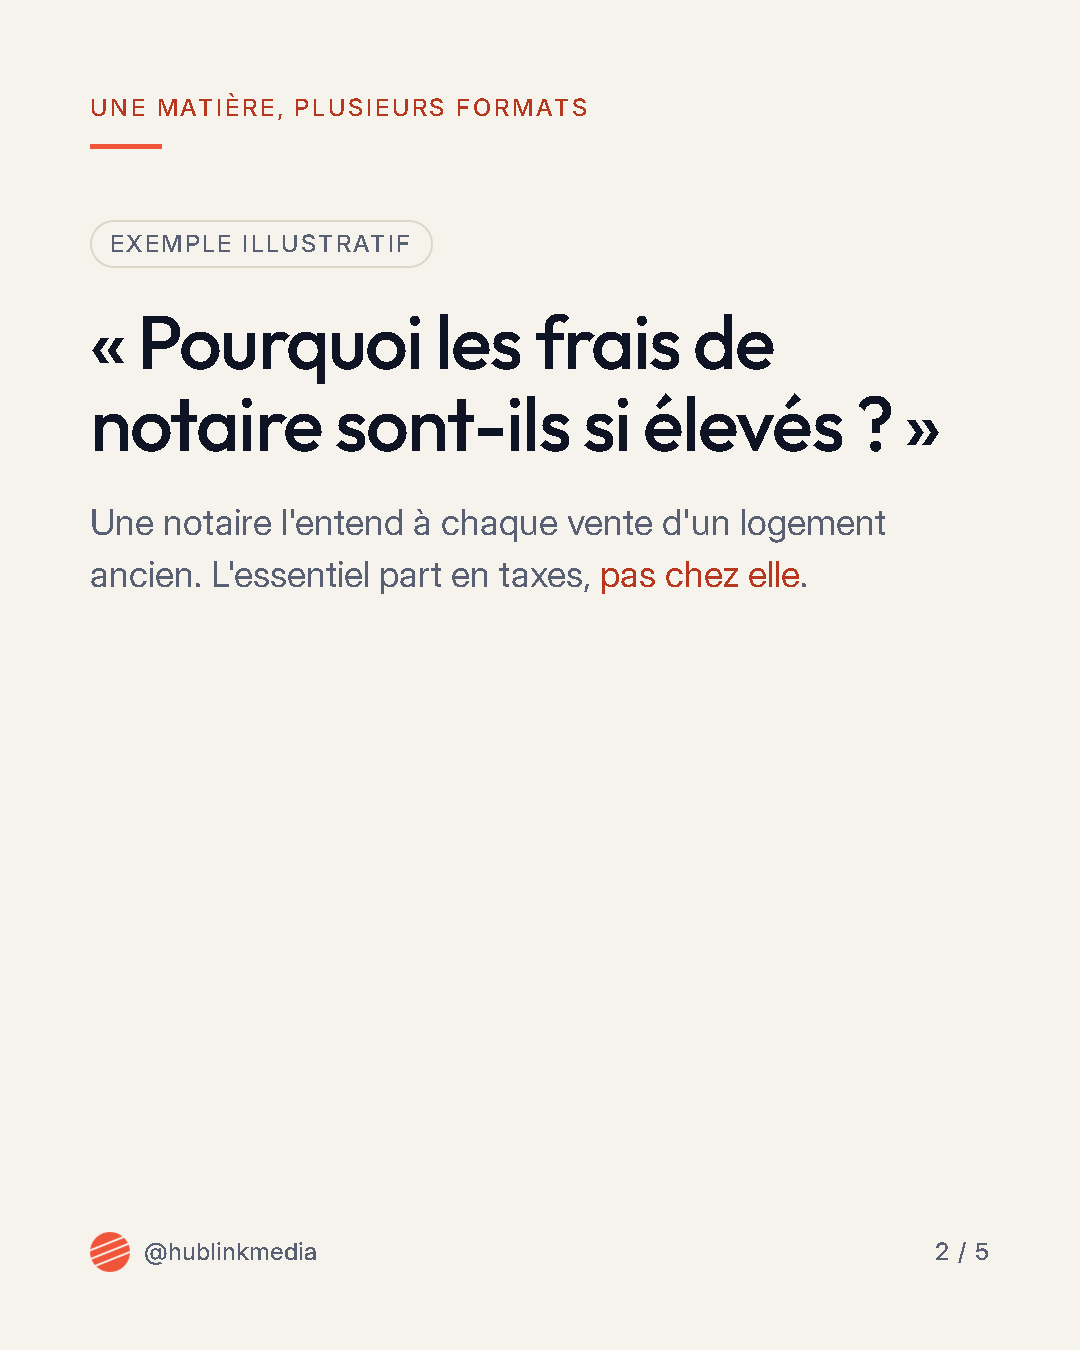 UNE MATIÈRE, PLUSIEURS FORMATS
EXEMPLE ILLUSTRATIF
« Pourquoi les frais de
notaire sont-ils si élevés ? »
Une notaire l'entend à chaque vente d'un logement
ancien. L'essentiel part en taxes, pas chez elle.
@hublinkmedia
2 / 5